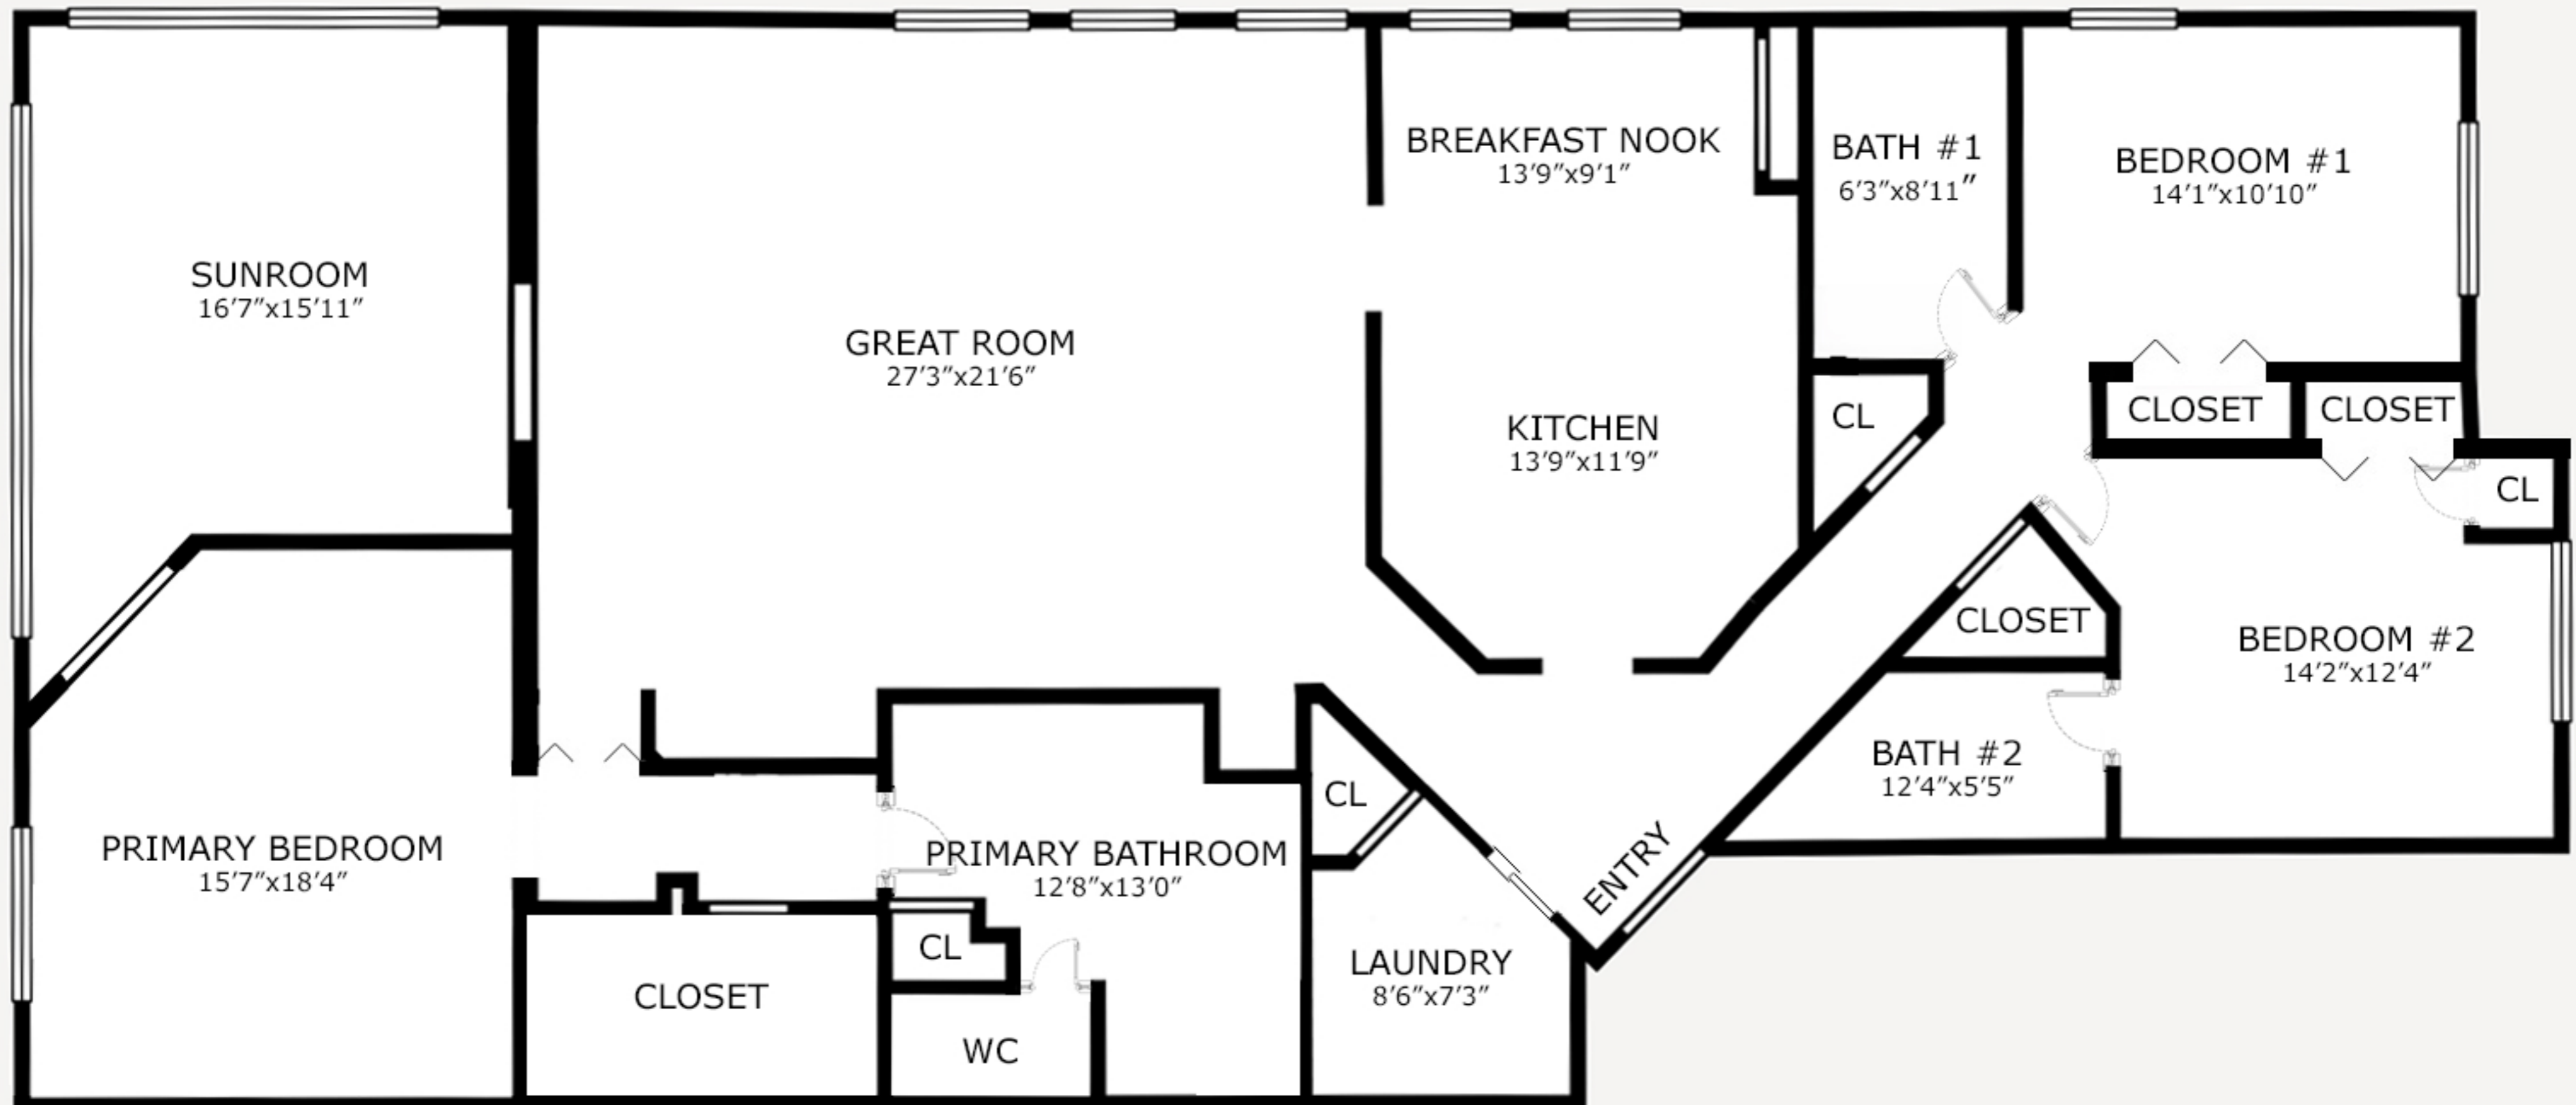 SUNROOM
16'7"x15'11"
GREAT ROOM
27'3"x21'6"
BREAKFAST NOOK
13'9"x9'1"
BATH #1
6'3"x8'11"
BEDROOM #1
14'1"x10'10"
KITCHEN
13'9"x11'9"
CL
CLOSET
CLOSET
CL
CLOSET
BEDROOM #2
14'2"x12'4"
BATH #2
12'4"x5'5"
PRIMARY BEDROOM
15'7"x18'4"
PRIMARY BATHROOM
12'8"x13'0"
CL
ENTRY
CL
LAUNDRY
8'6"x7'3"
CLOSET
WC